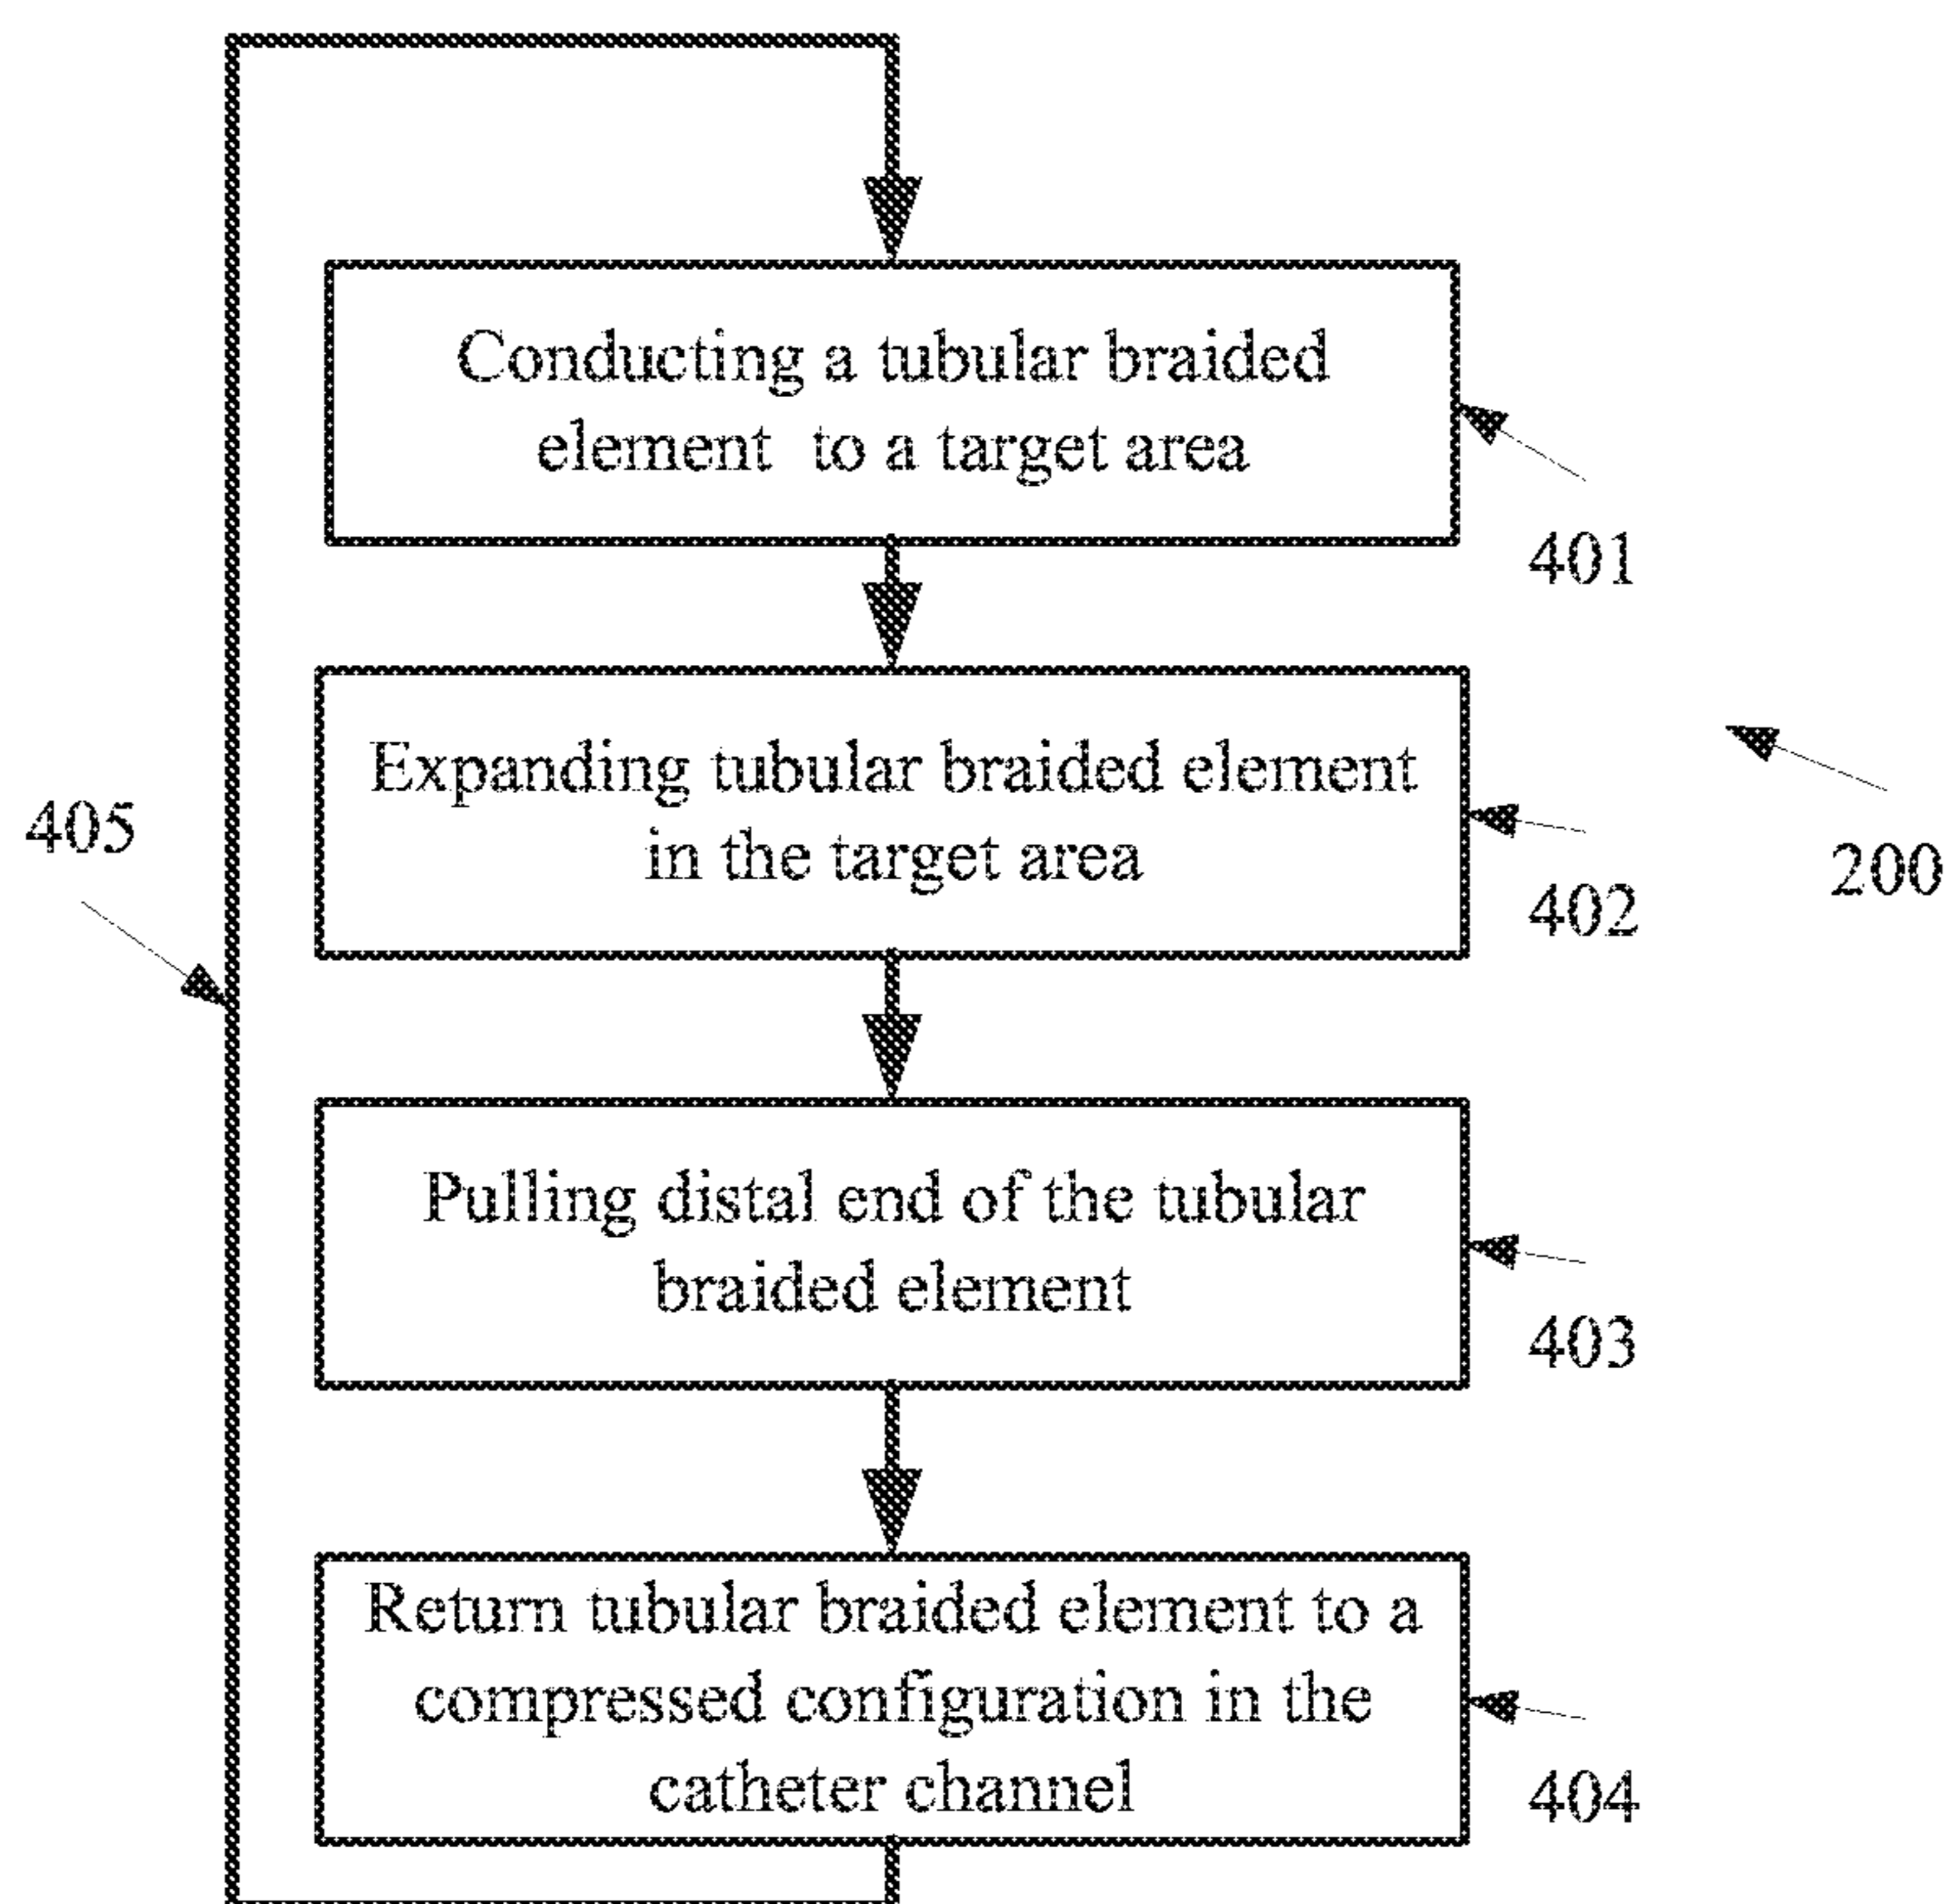 Conducting a tubular braided
element to a target area
401
Expanding tubular braided element
in the target area
402
200
405
Pulling distal end of the tubular
braided element
403
Return tubular braided element to a
compressed configuration in the
catheter channel
404